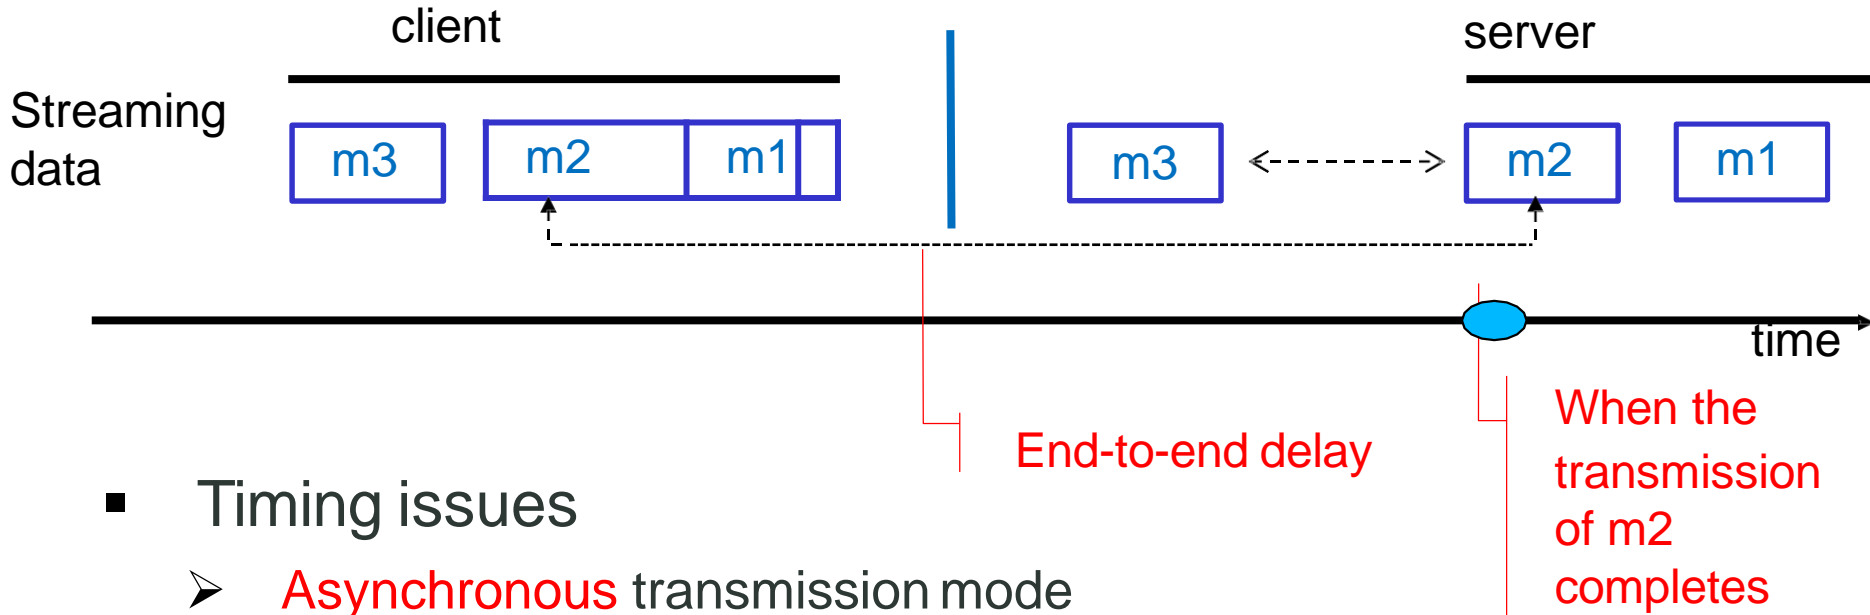 client
server
Streaming
data
m3
m2
m1
m3
m2
m1
time
End-to-end delay
When the
transmission
of m2
completes
▪ Timing issues
➢ Asynchronous transmission mode